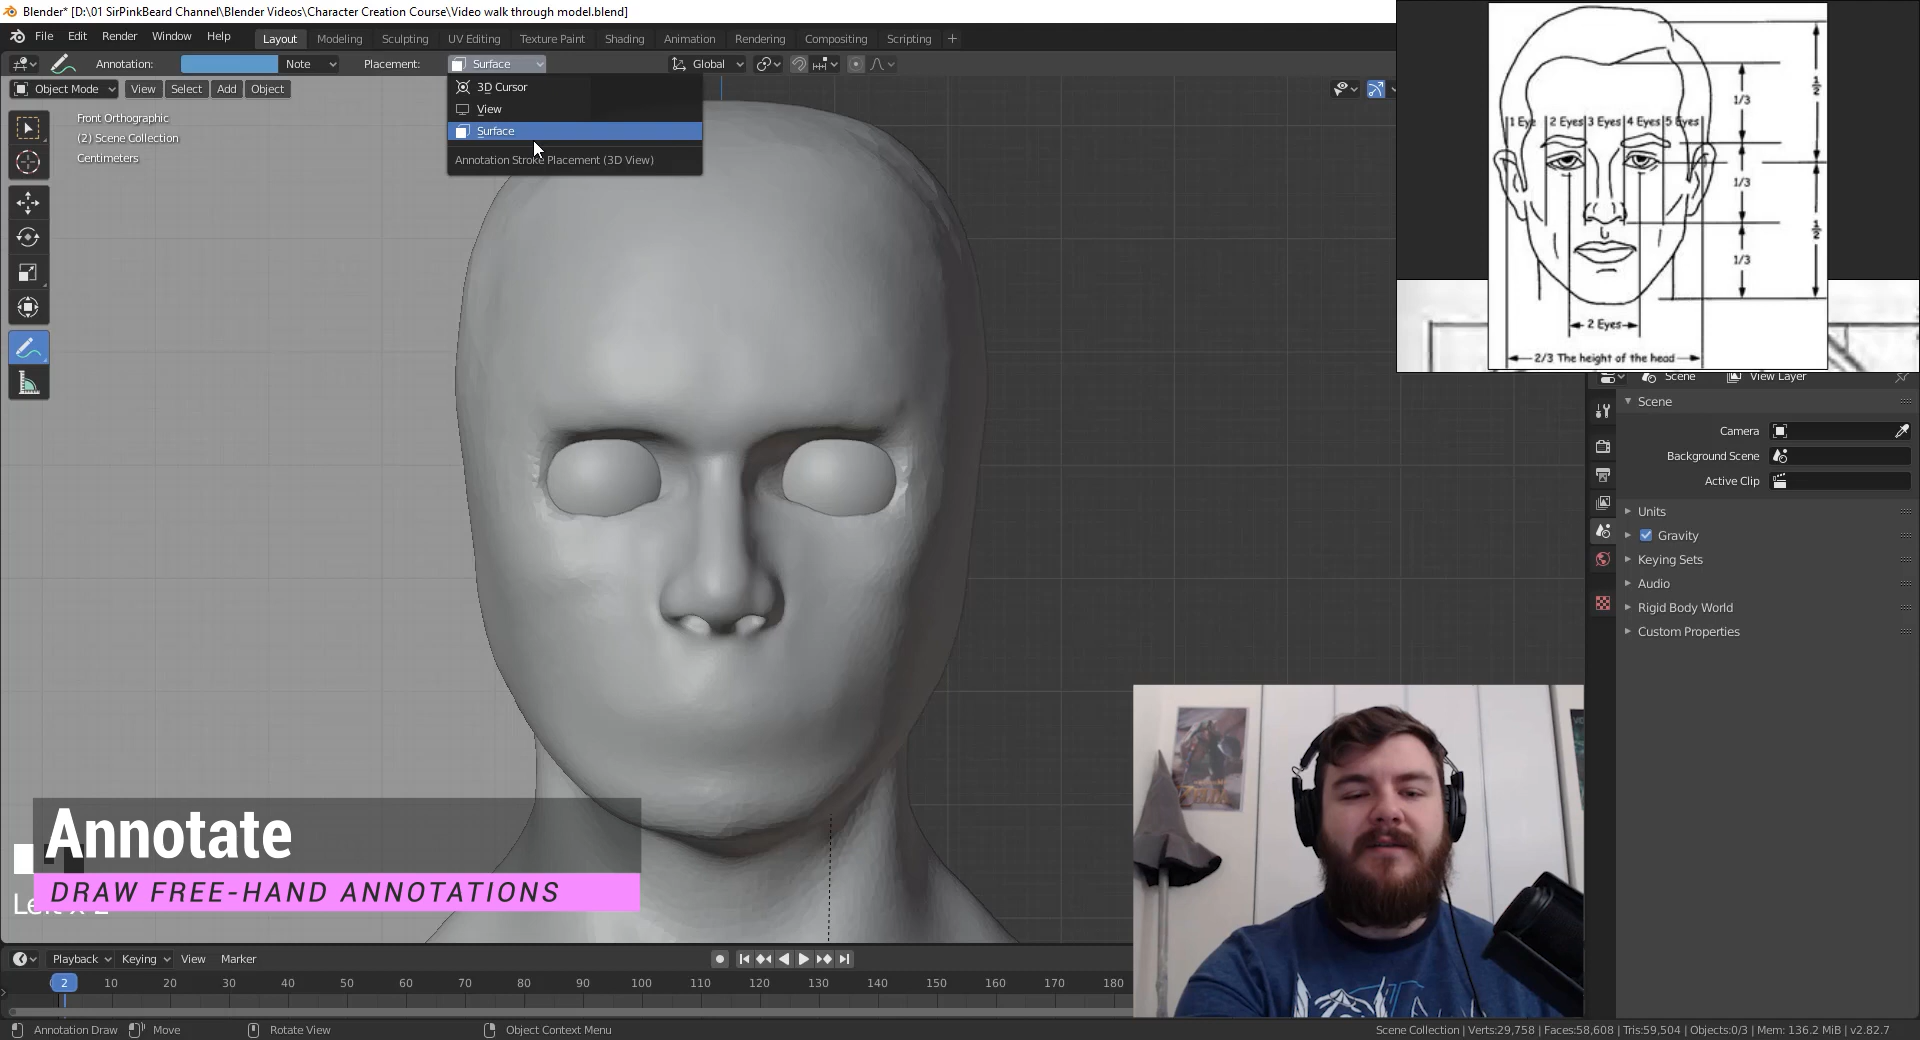 Blender* [D:\01 SirPinkBeard Channel\Blender Videos\Character Creation Course\Video walk through model.blend]
File Edit Render Window Help Layout Modeling Sculpting UV Editing Texture Paint Shading Animation Rendering Compositing Scripting +
Annotation: Note Placement: Surface Global
Object Mode View Select Add Object
3D Cursor
View
Surface
Annotation Stroke Placement (3D View)
Front Orthographic
(2) Scene Collection
Centimeters
1/3
1/2
1 Eye 2 Eyes 3 Eyes 4 Eyes 5 Eyes
1/3
1/2
1/3
2 Eyes
2/3 The height of the head
Scene View Layer
Scene
Camera
Background Scene
Active Clip
Units
Gravity
Keying Sets
Audio
Rigid Body World
Custom Properties
Annotate
DRAW FREE-HAND ANNOTATIONS
Playback Keying View Marker
2 10 20 30 40 50 60 70 80 90 100 110 120 130 140 150 160 170 180
Annotation Draw Move Rotate View Object Context Menu
Scene Collection | Verts:29,758 | Faces:58,608 | Tris:59,504 | Objects:0/3 | Mem: 136.2 MiB | v2.82.7